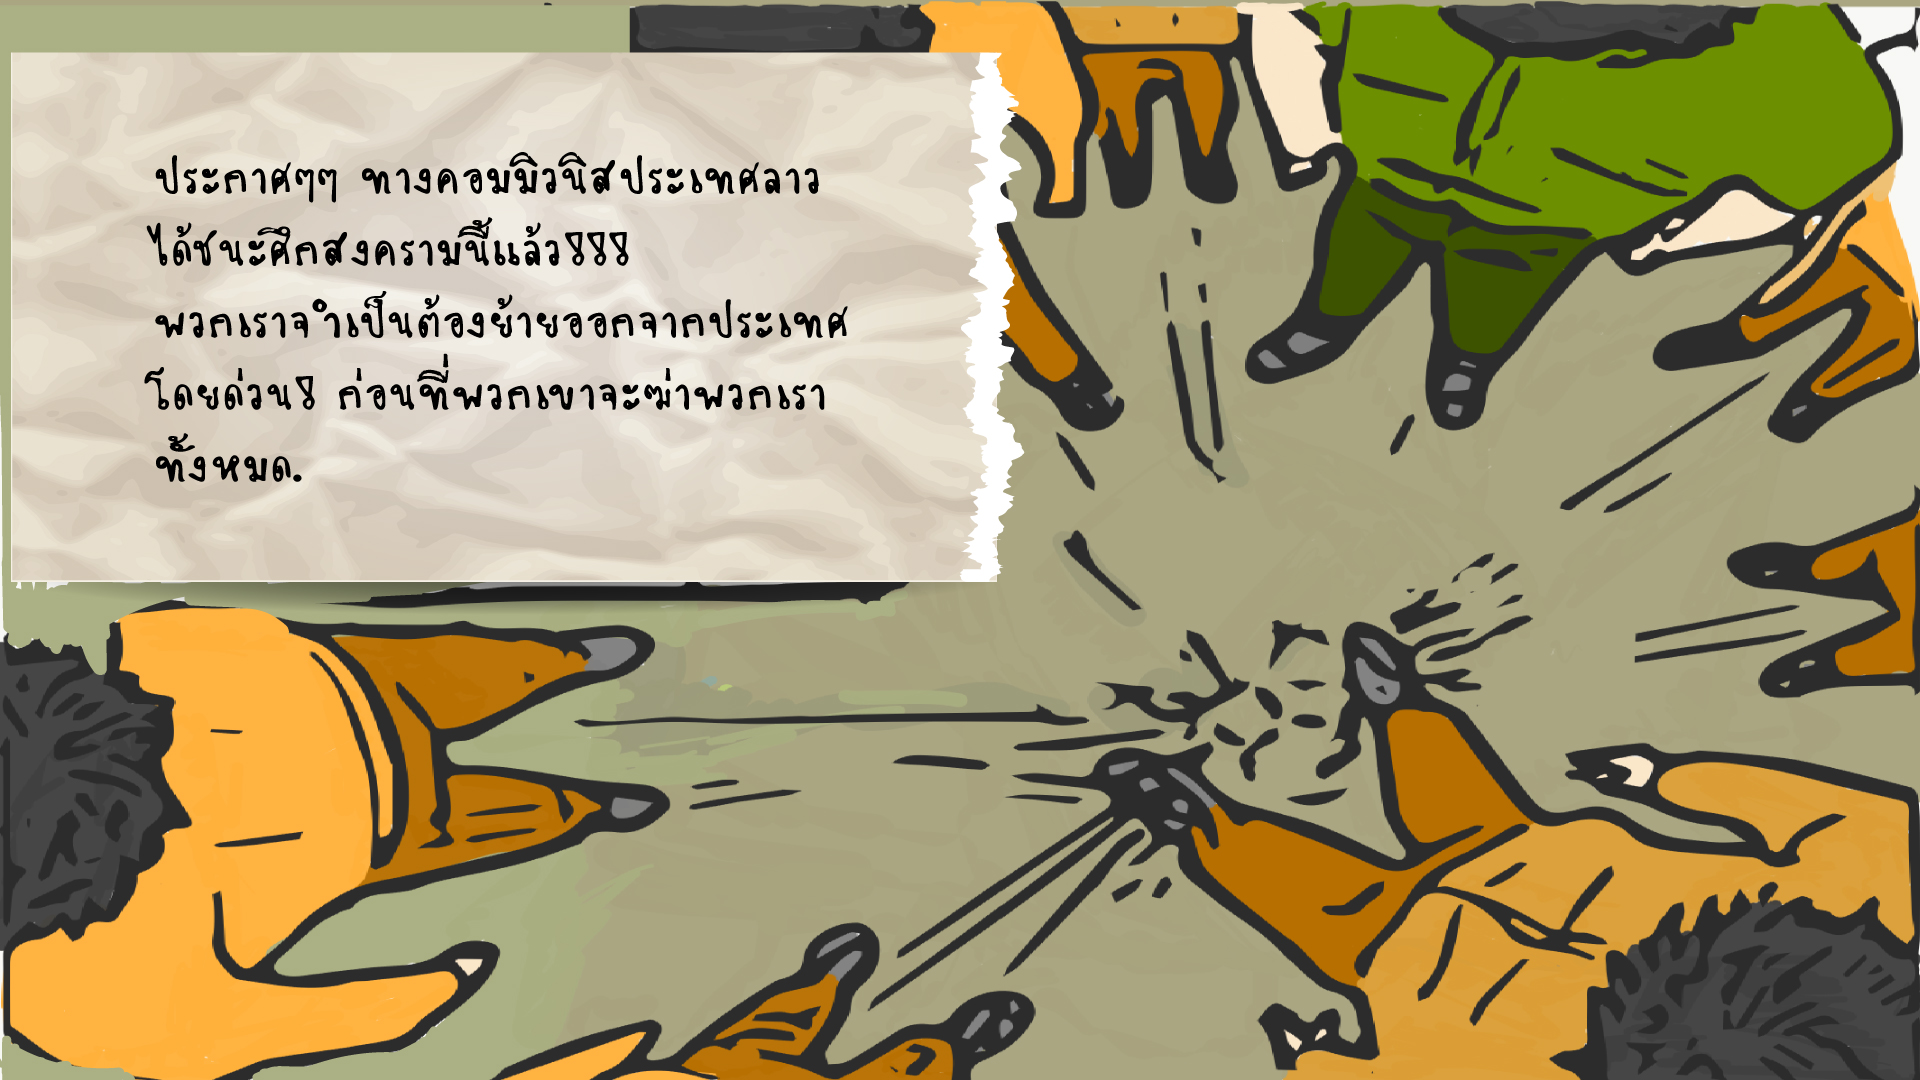 ประกาศๆๆ ทางคอมมิวนิสประเทศลาว
ได้ชนะศึกสงครามนี้แล้ว!!!
พวกเราจำเป็นต้องย้ายออกจากประเทศ
โดยด่วน! ก่อนที่พวกเขาจะฆ่าพวกเรา
ทั้งหมด.